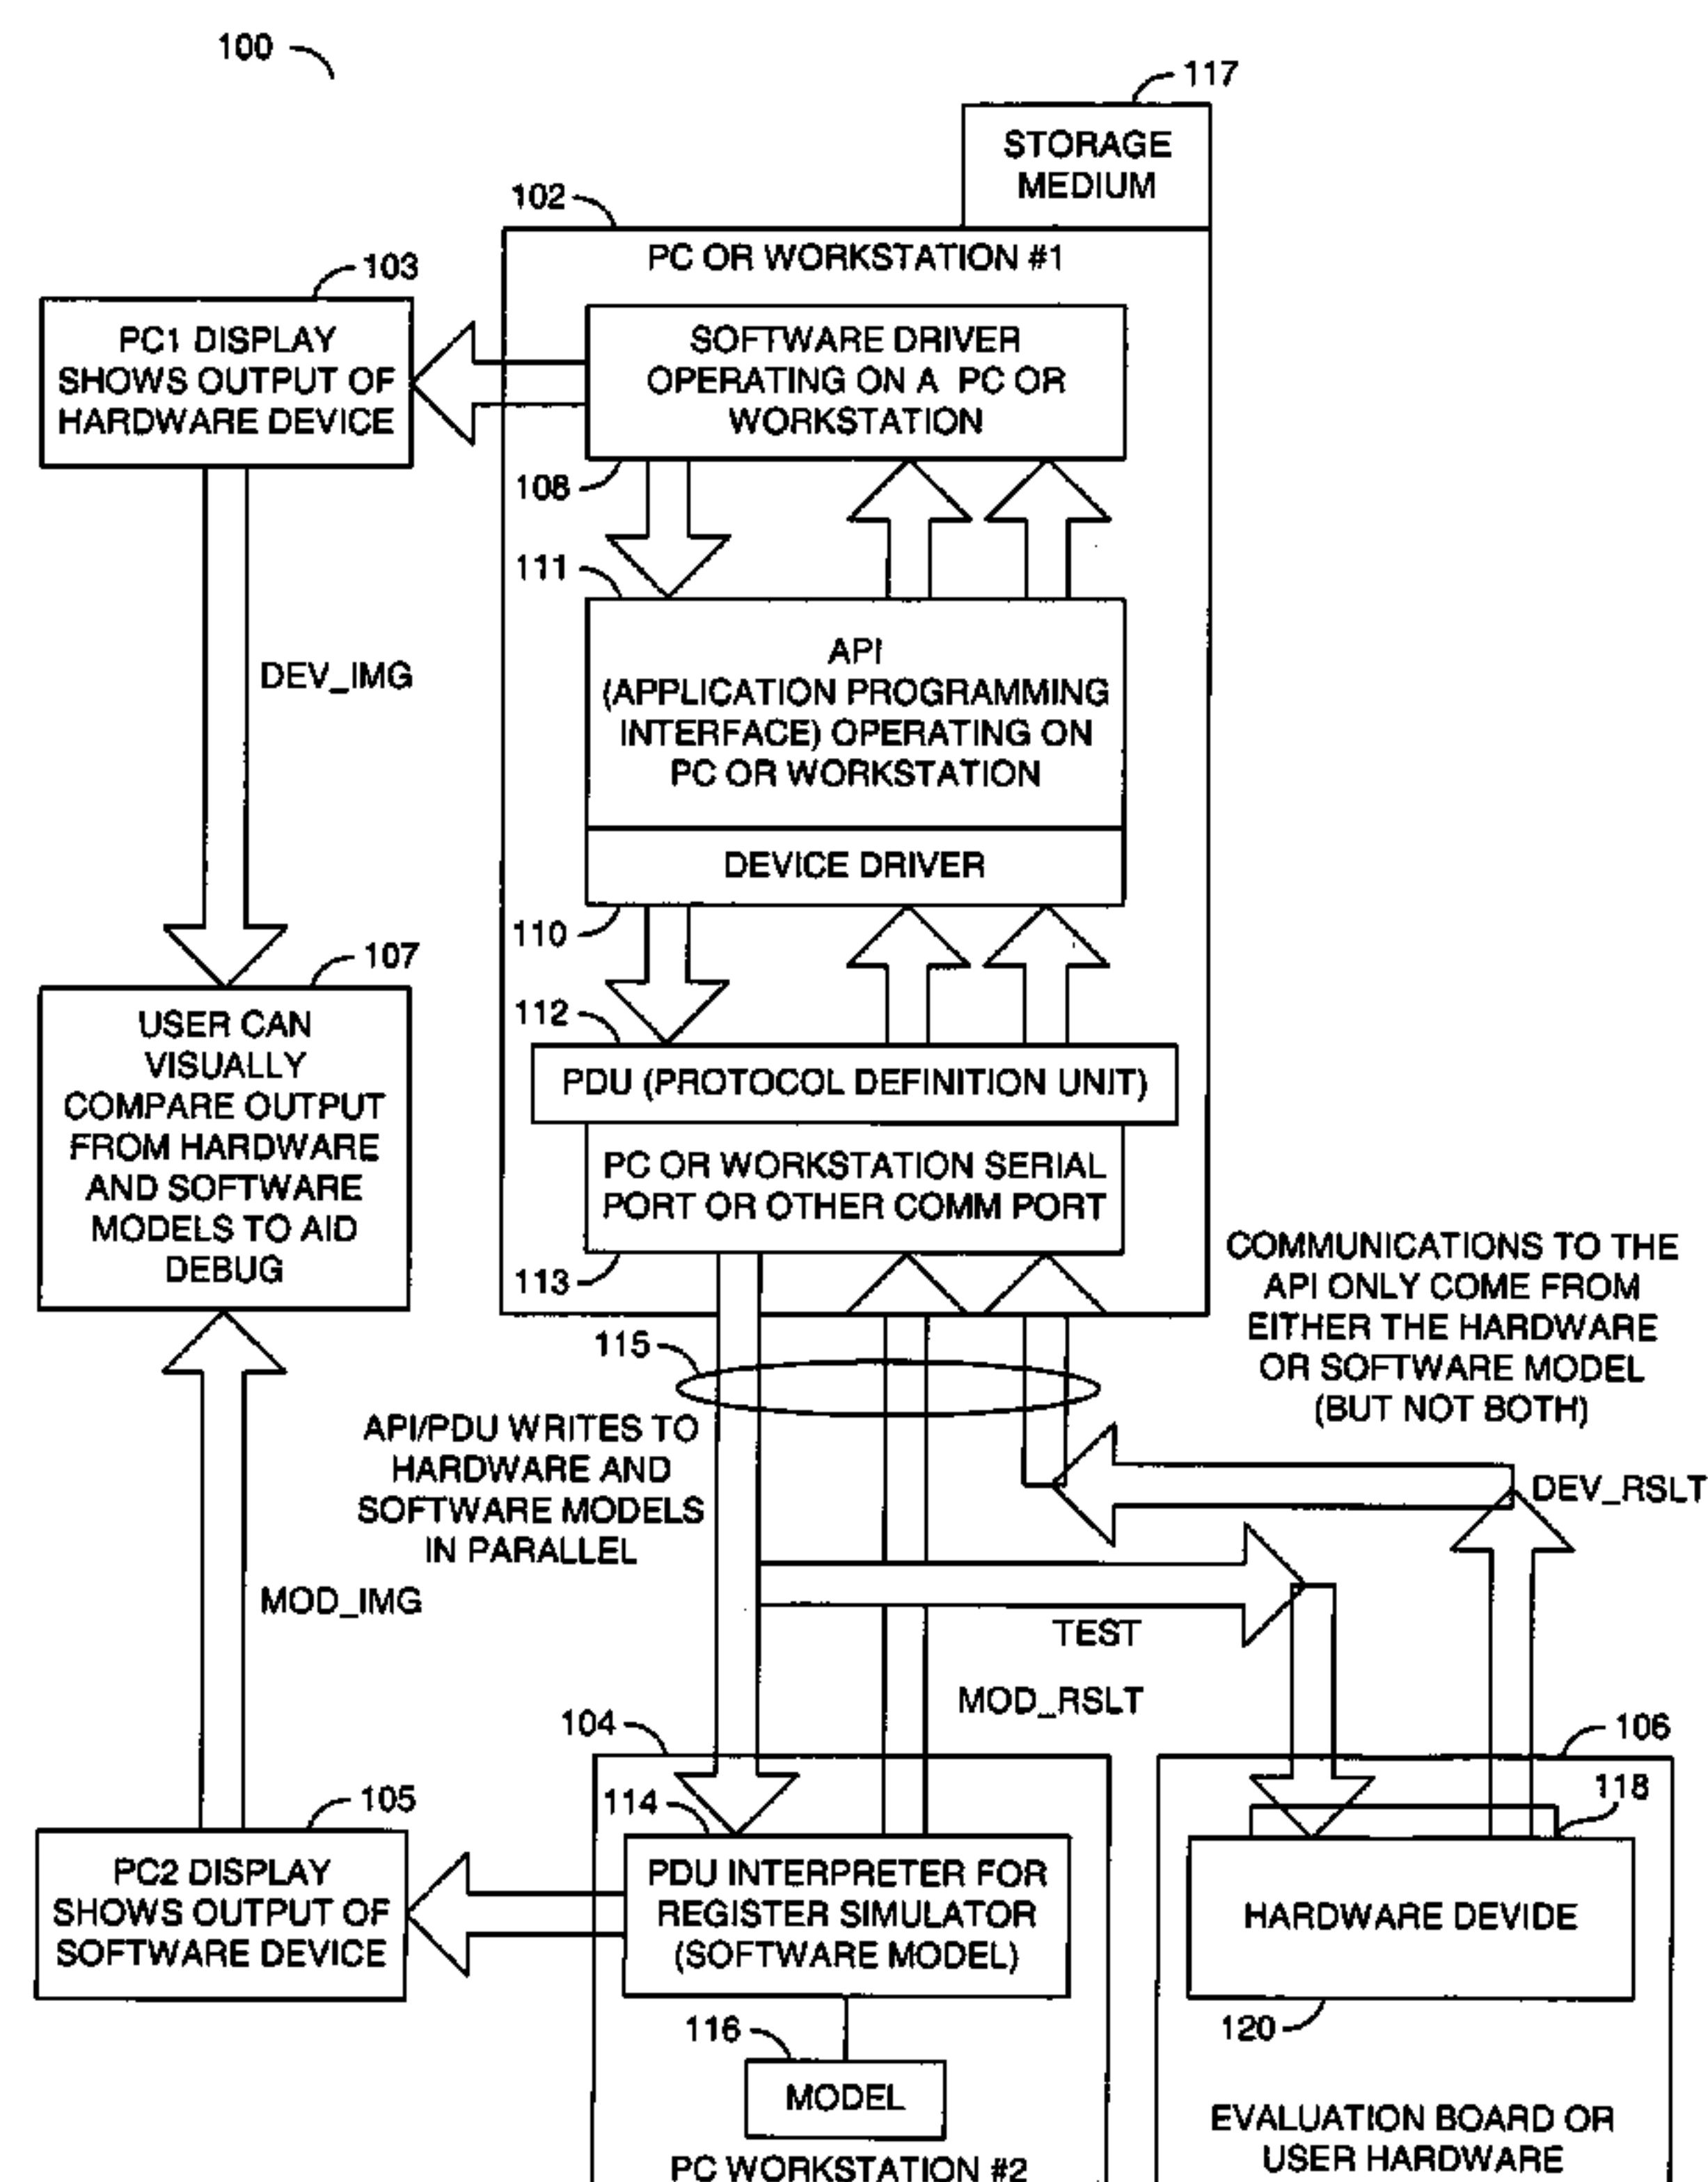 100
117
STORAGE
MEDIUM
102
PC OR WORKSTATION #1
103
PC1 DISPLAY
SHOWS OUTPUT OF
HARDWARE DEVICE
SOFTWARE DRIVER
OPERATING ON A PC OR
WORKSTATION
108
111
API
(APPLICATION PROGRAMMING
INTERFACE) OPERATING ON
PC OR WORKSTATION
DEV_IMG
DEVICE DRIVER
110
107
USER CAN
VISUALLY
COMPARE OUTPUT
FROM HARDWARE
AND SOFTWARE
MODELS TO AID
DEBUG
112
PDU (PROTOCOL DEFINITION UNIT)
PC OR WORKSTATION SERIAL
PORT OR OTHER COMM PORT
113
COMMUNICATIONS TO THE
API ONLY COME FROM
EITHER THE HARDWARE
OR SOFTWARE MODEL
(BUT NOT BOTH)
115
API/PDU WRITES TO
HARDWARE AND
SOFTWARE MODELS
IN PARALLEL
DEV_RSLT
MOD_IMG
TEST
MOD_RSLT
104
106
105
114
118
PC2 DISPLAY
SHOWS OUTPUT OF
SOFTWARE DEVICE
PDU INTERPRETER FOR
REGISTER SIMULATOR
(SOFTWARE MODEL)
HARDWARE DEVIDE
116
120
MODEL
EVALUATION BOARD OR
USER HARDWARE
PC WORKSTATION #2